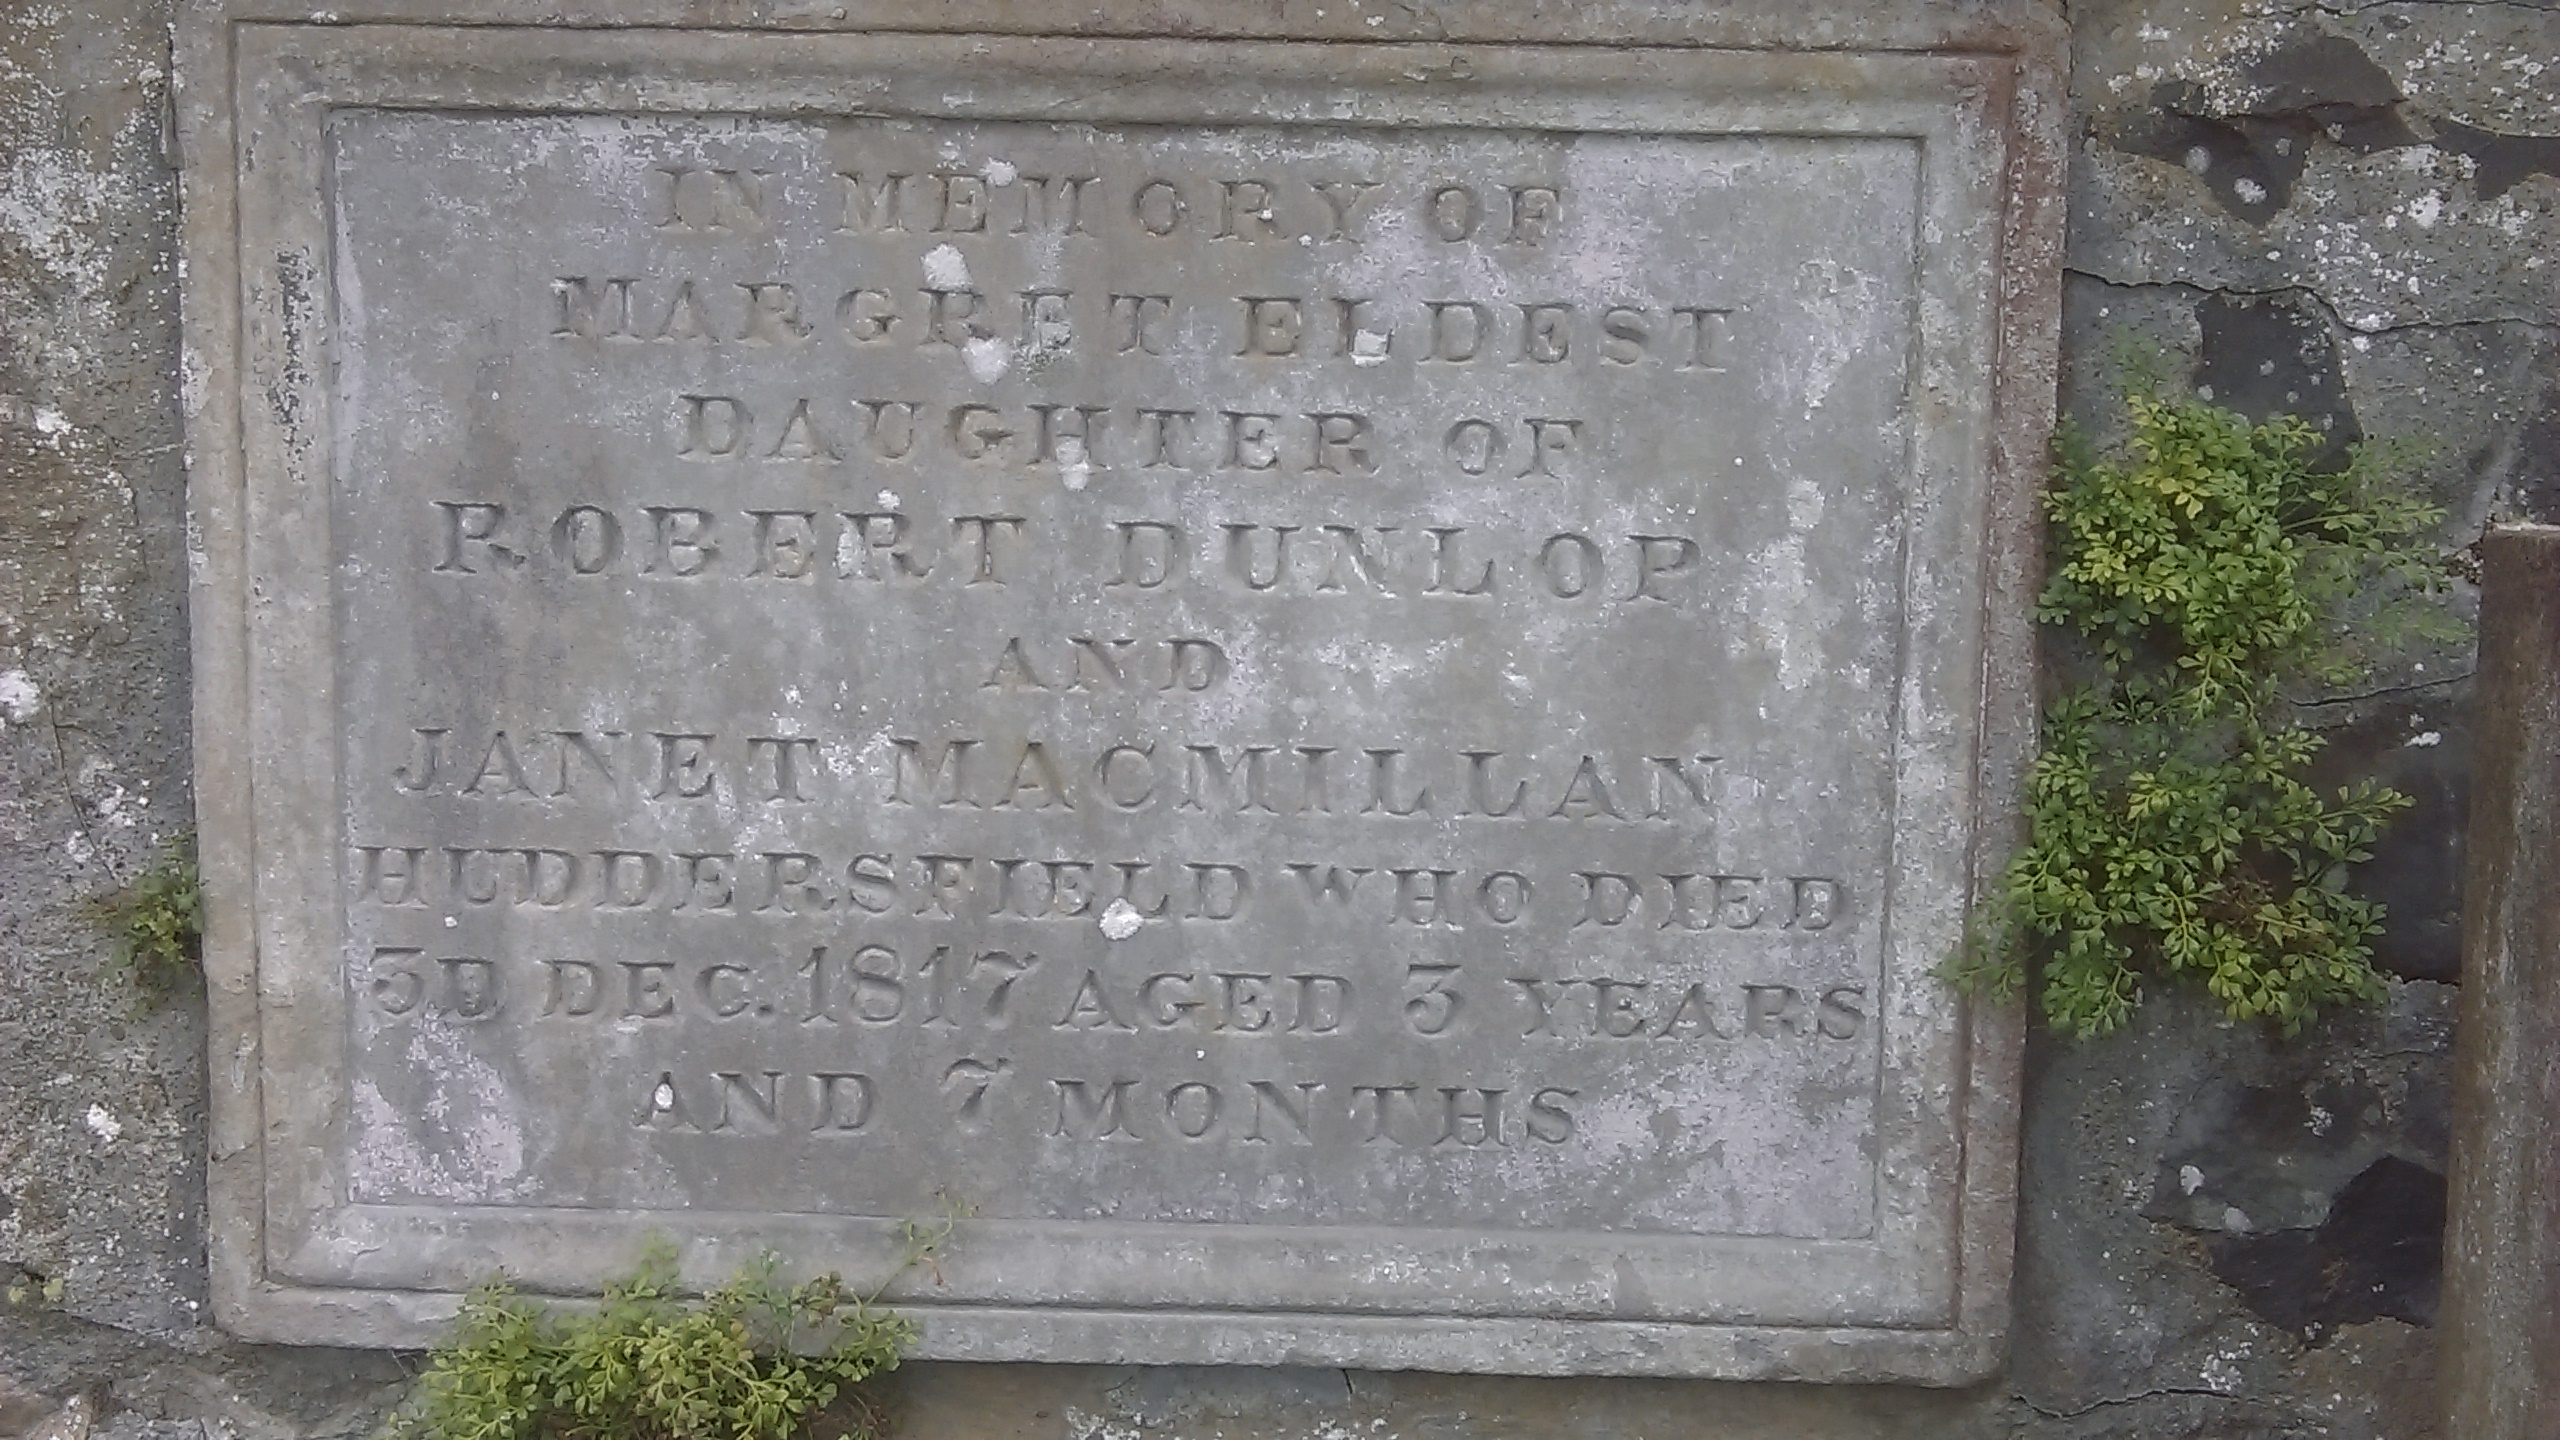 IN MEMORY OF
MARGRET ELDEST
DAUGHTER OF
ROBERT DUNLOP
AND
JANET MACMILLAN
HUDDERSFIELD WHO DIED
3D DEC. 1817 AGED 3 YEARS
AND 7 MONTHS